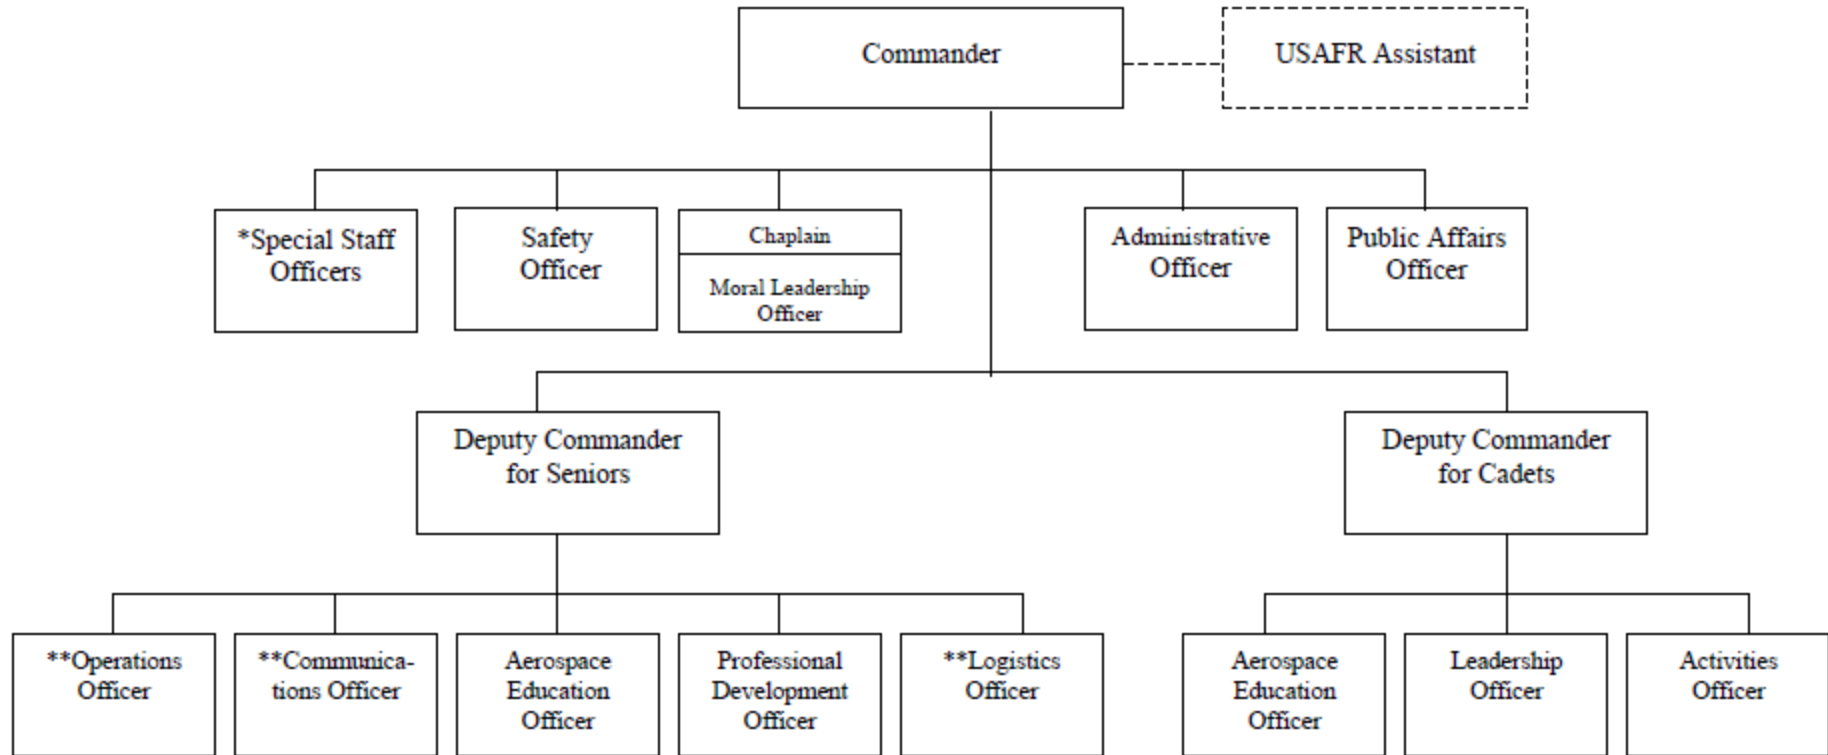 Commander
USAFR Assistant
*Special Staff
Officers
Safety
Officer
Chaplain
Moral Leadership
Officer
Administrative
Officer
Public Affairs
Officer
Deputy Commander
for Seniors
Deputy Commander
for Cadets
**Operations
Officer
**Communica-
tions Officer
Aerospace
Education
Officer
Professional
Development
Officer
**Logistics
Officer
Aerospace
Education
Officer
Leadership
Officer
Activities
Officer